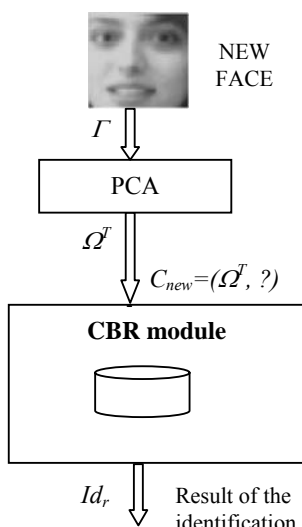 NEW
FACE
Γ
PCA
Ω^T
C_new=(Ω^T, ?)
CBR module
Id_r
Result of the
identification